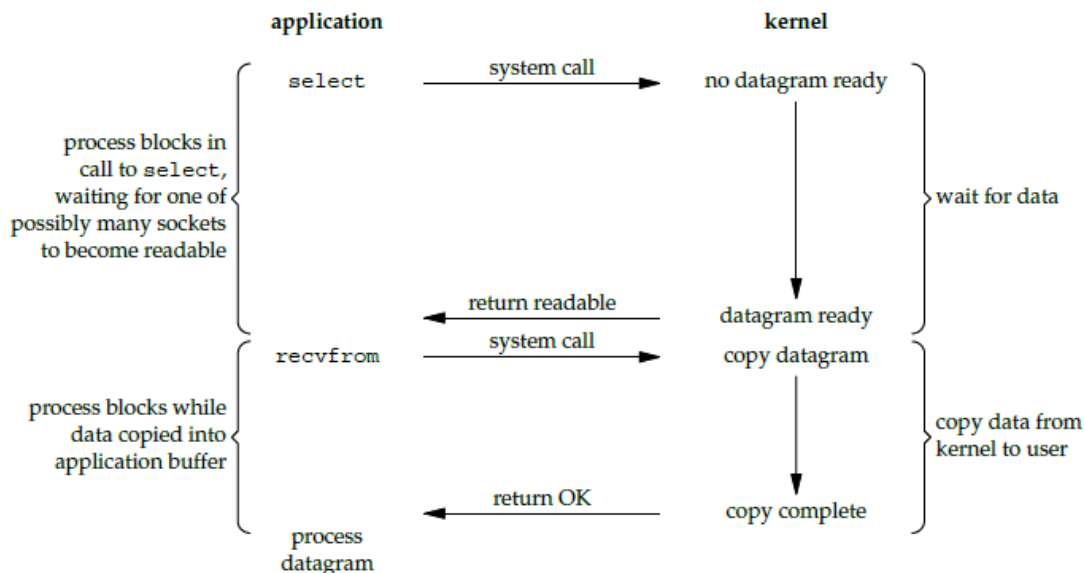 application
kernel
select
system call
no datagram ready
process blocks in
call to select,
waiting for one of
possibly many sockets
to become readable
wait for data
return readable
datagram ready
recvfrom
system call
copy datagram
process blocks while
data copied into
application buffer
copy data from
kernel to user
return OK
copy complete
process
datagram